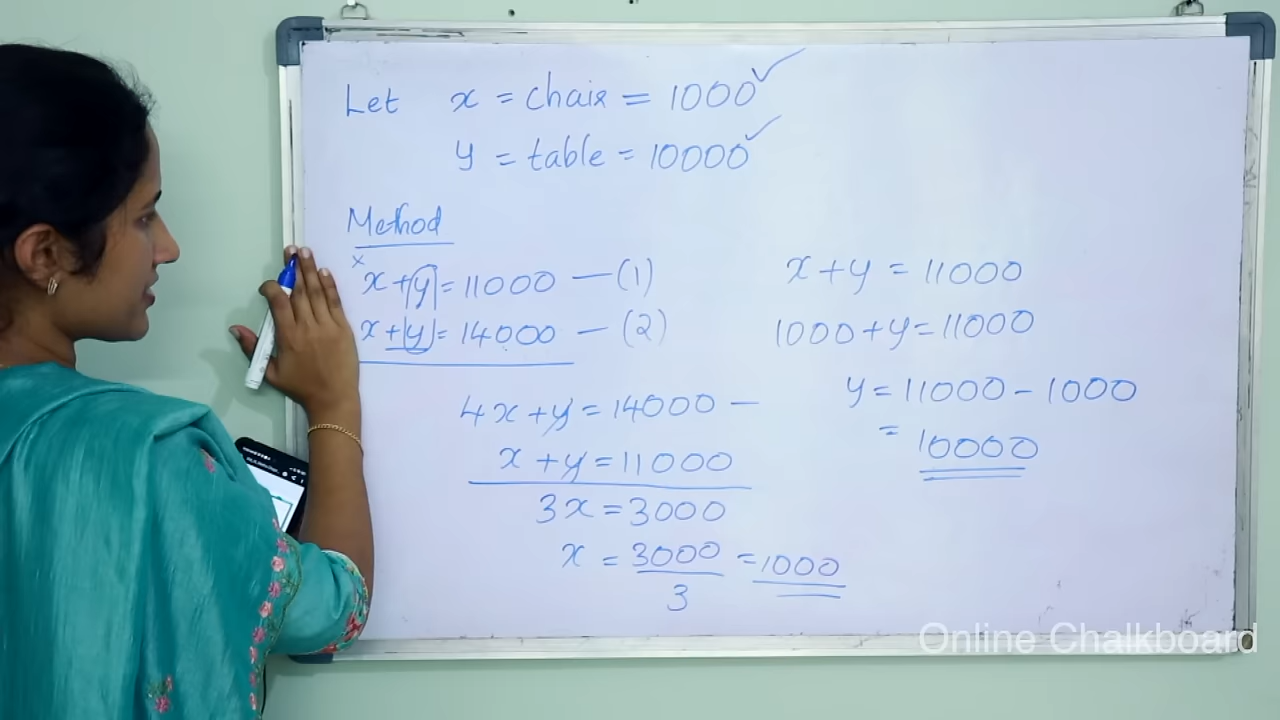 Let x = chair = 1000 ✓
y = table = 10000 ✓
Method
x + y = 11000 — (1)
x + y = 14000 — (2)
4x + y = 14000 —
x + y = 11000
3x = 3000
x = 3000/3 = 1000
x + y = 11000
1000 + y = 11000
y = 11000 - 1000
= 10000
Online Chalkboard